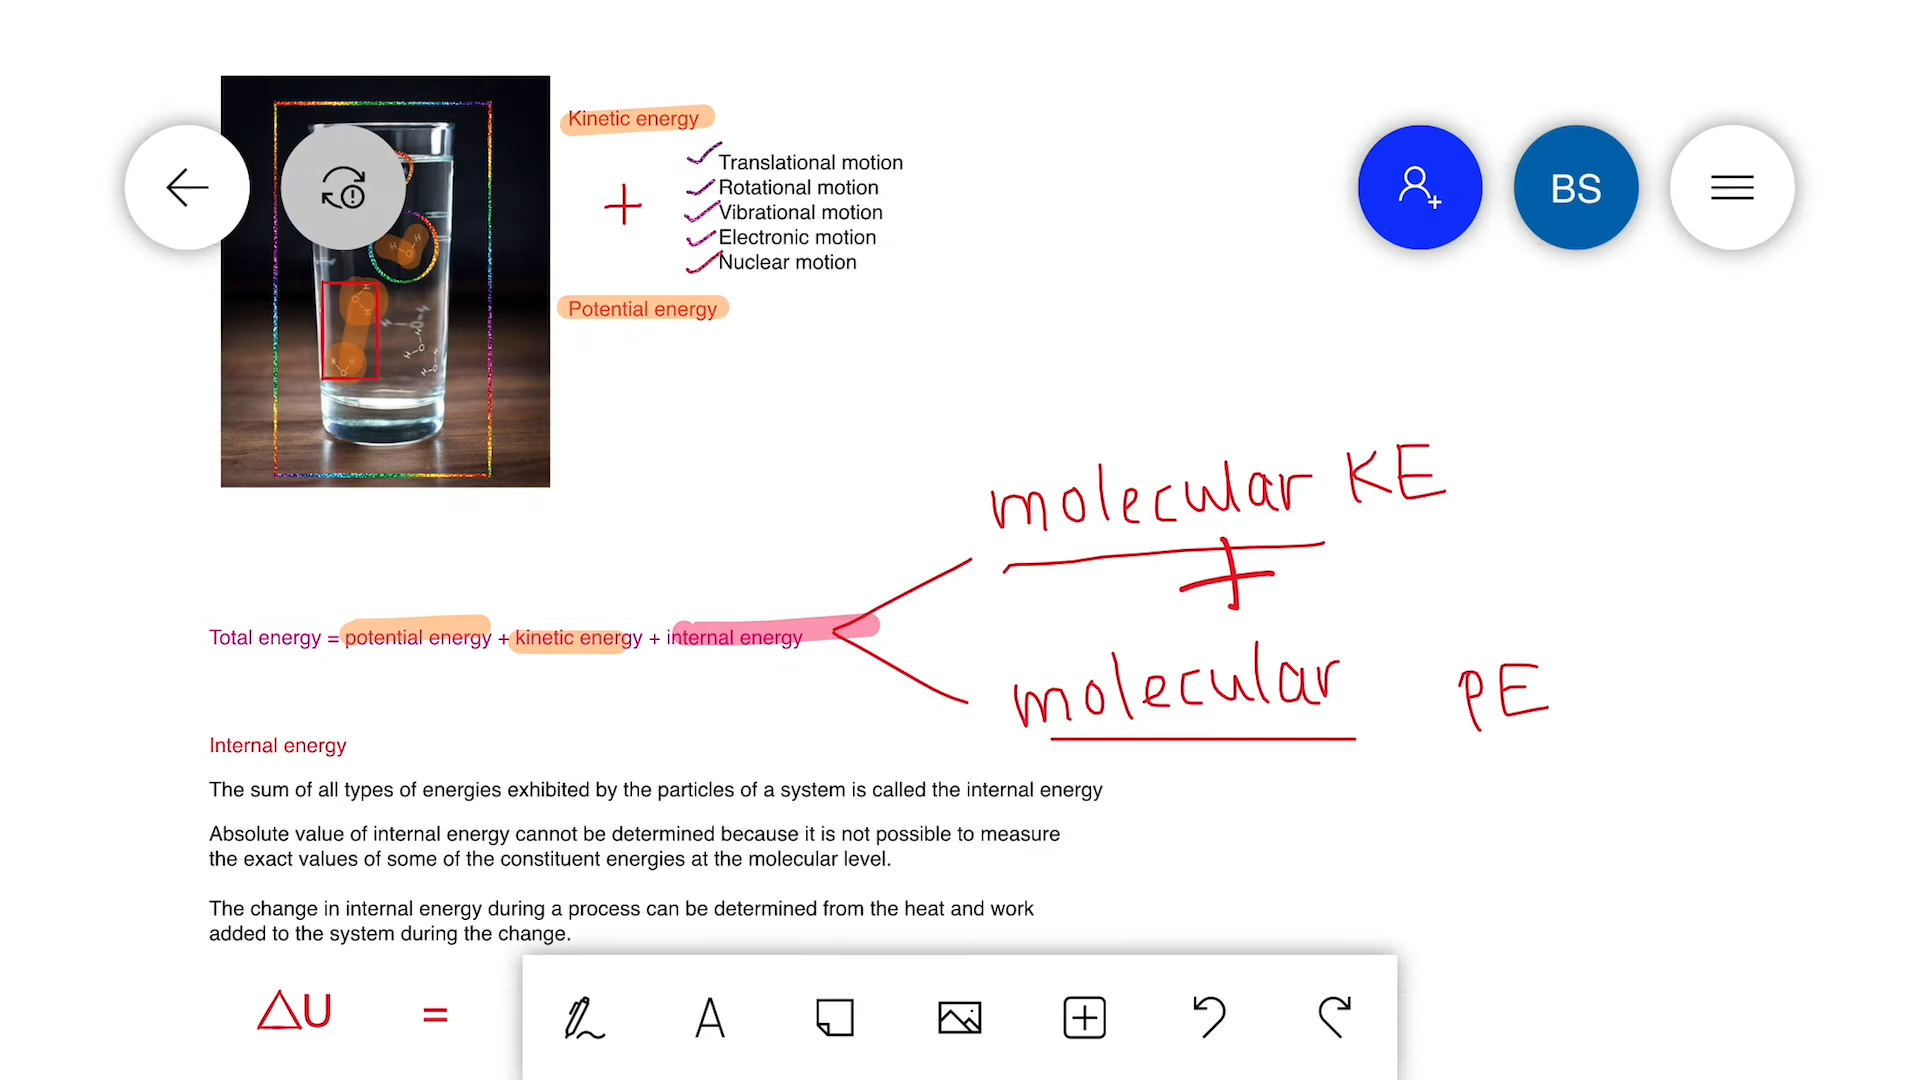 Kinetic energy
+
Translational motion
Rotational motion
Vibrational motion
Electronic motion
Nuclear motion
Potential energy
BS
molecular KE
+
Total energy = potential energy + kinetic energy + internal energy
molecular PE
Internal energy
The sum of all types of energies exhibited by the particles of a system is called the internal energy
Absolute value of internal energy cannot be determined because it is not possible to measure
the exact values of some of the constituent energies at the molecular level.
The change in internal energy during a process can be determined from the heat and work
added to the system during the change.
△U =